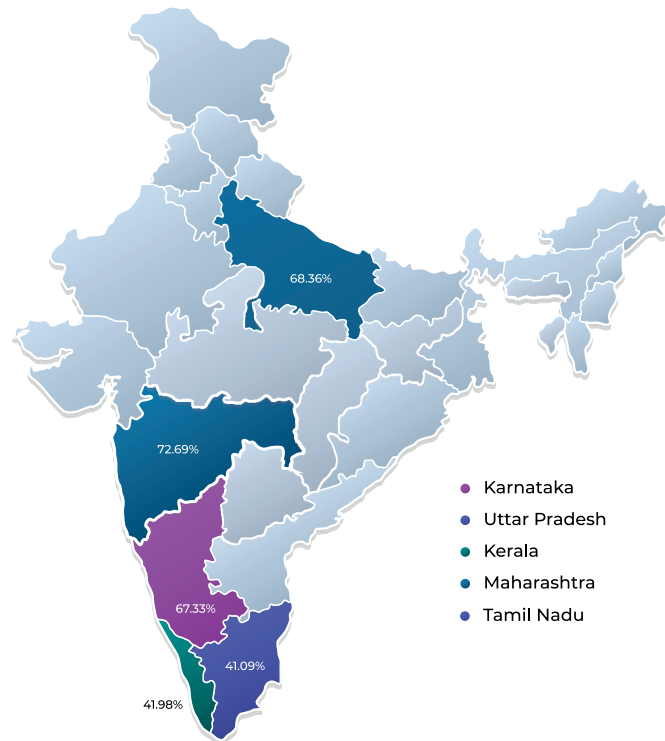 68.36%
72.69%
Karnataka
Uttar Pradesh
Kerala
Maharashtra
Tamil Nadu
67.33%
41.09%
41.98%